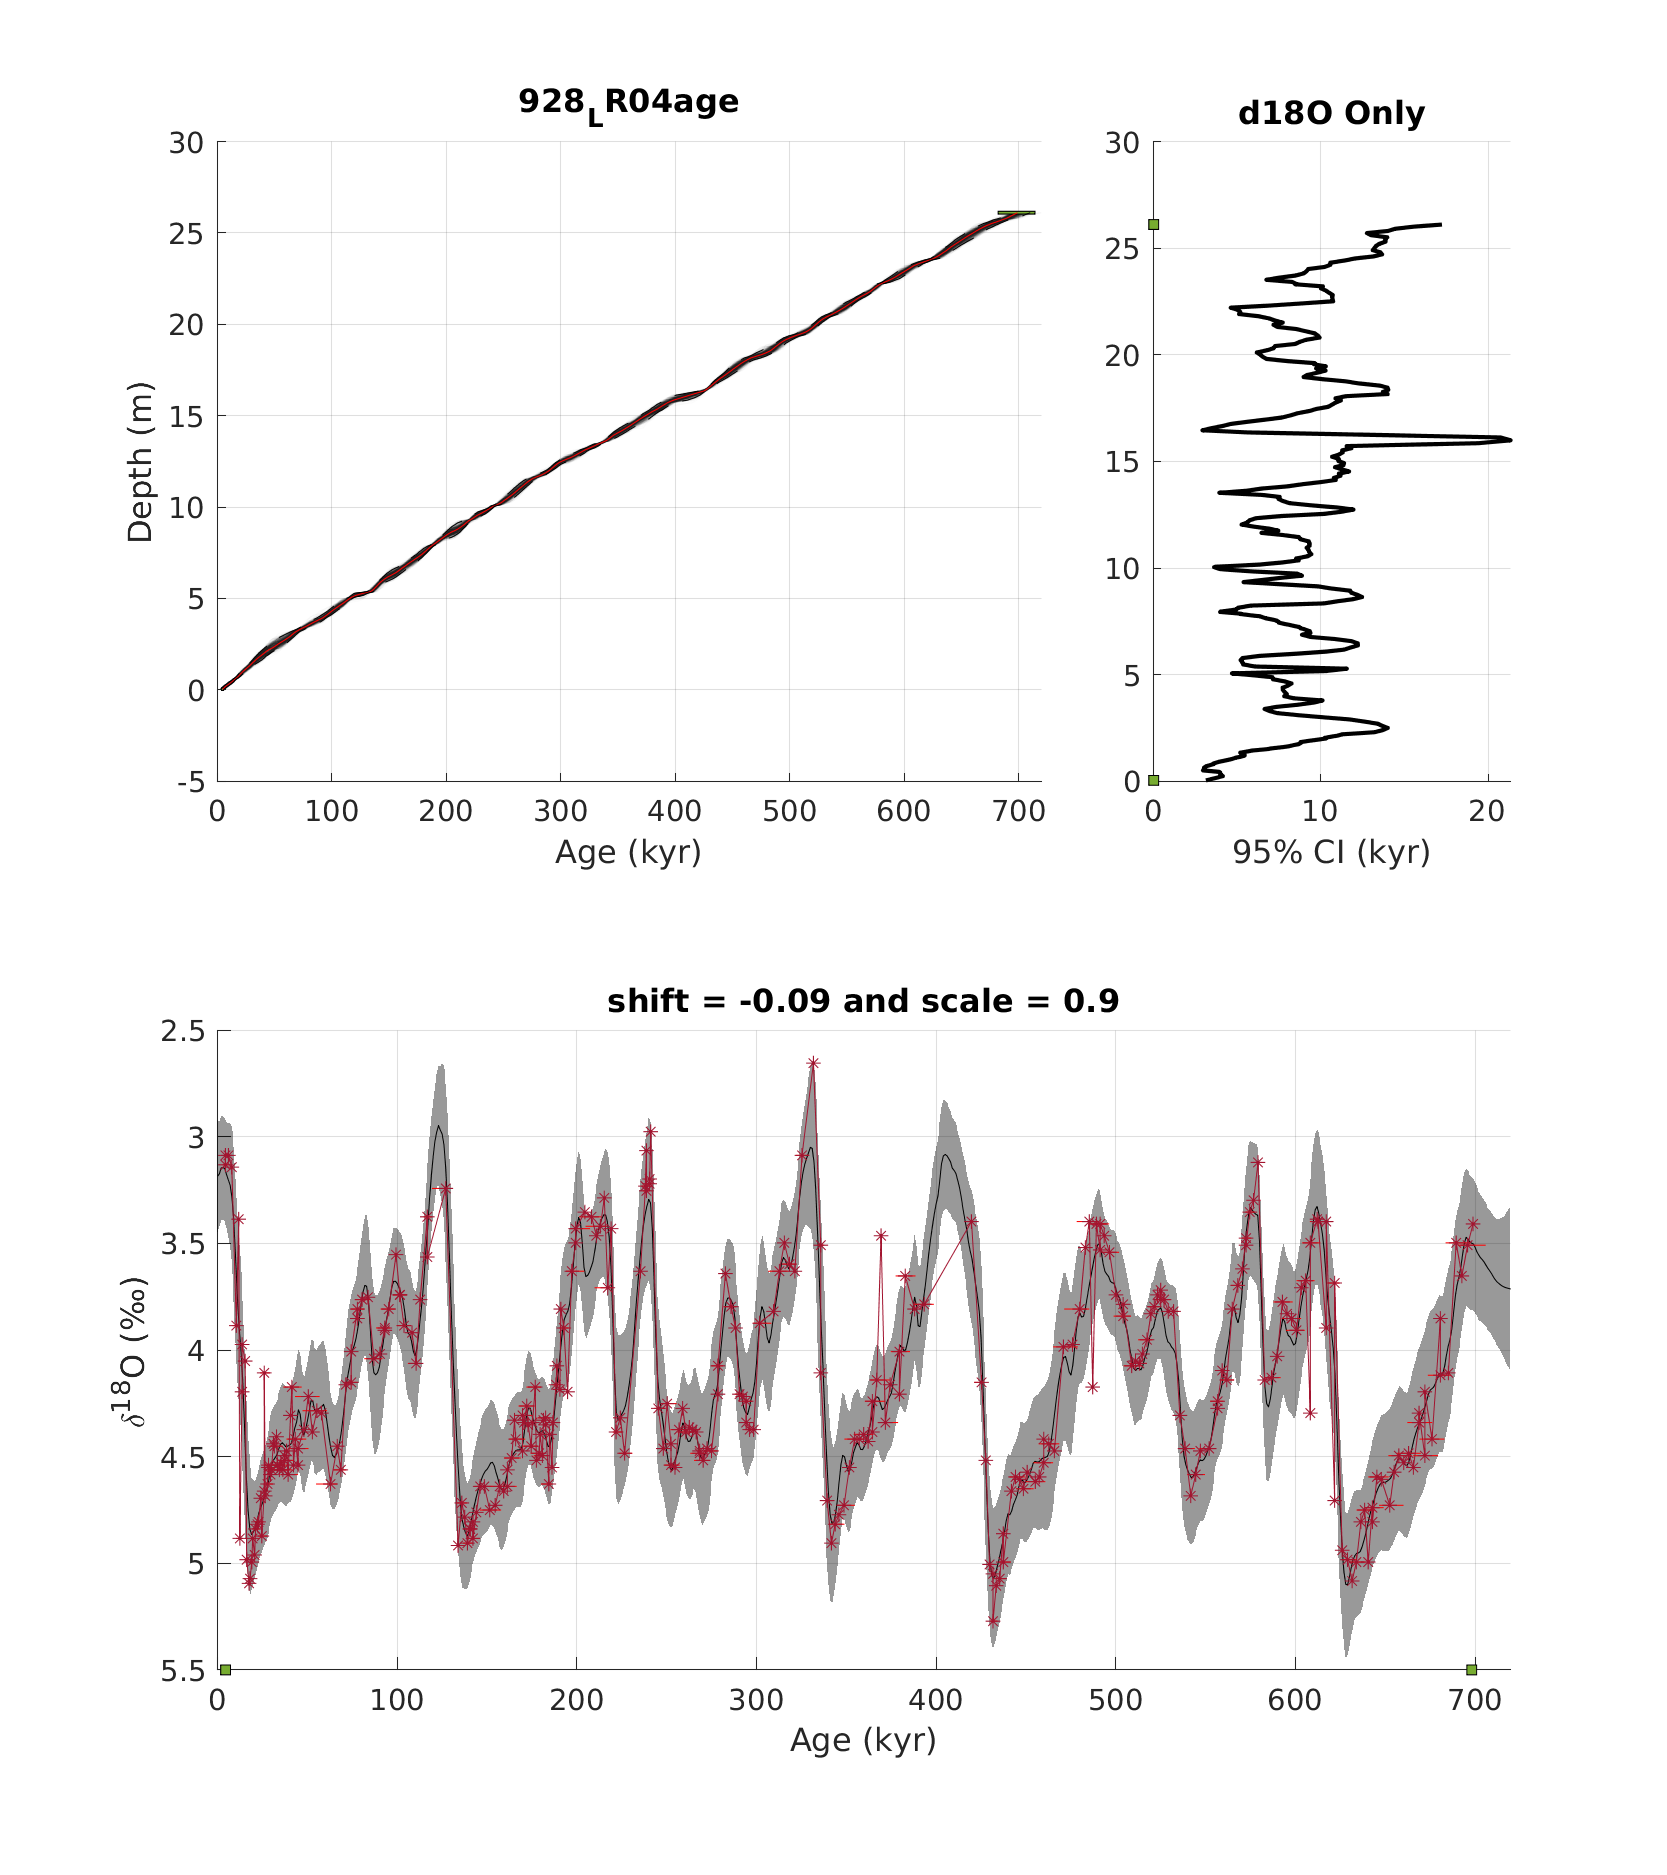 928LR04age
30
25
20
15
10
5
0
-5
Depth (m)
0 100 200 300 400 500 600 700
Age (kyr)
d18O Only
30
25
20
15
10
5
0
0 10 20
95% CI (kyr)
shift = -0.09 and scale = 0.9
2.5
3
3.5
4
4.5
5
5.5
δ18O (‰)
0 100 200 300 400 500 600 700
Age (kyr)